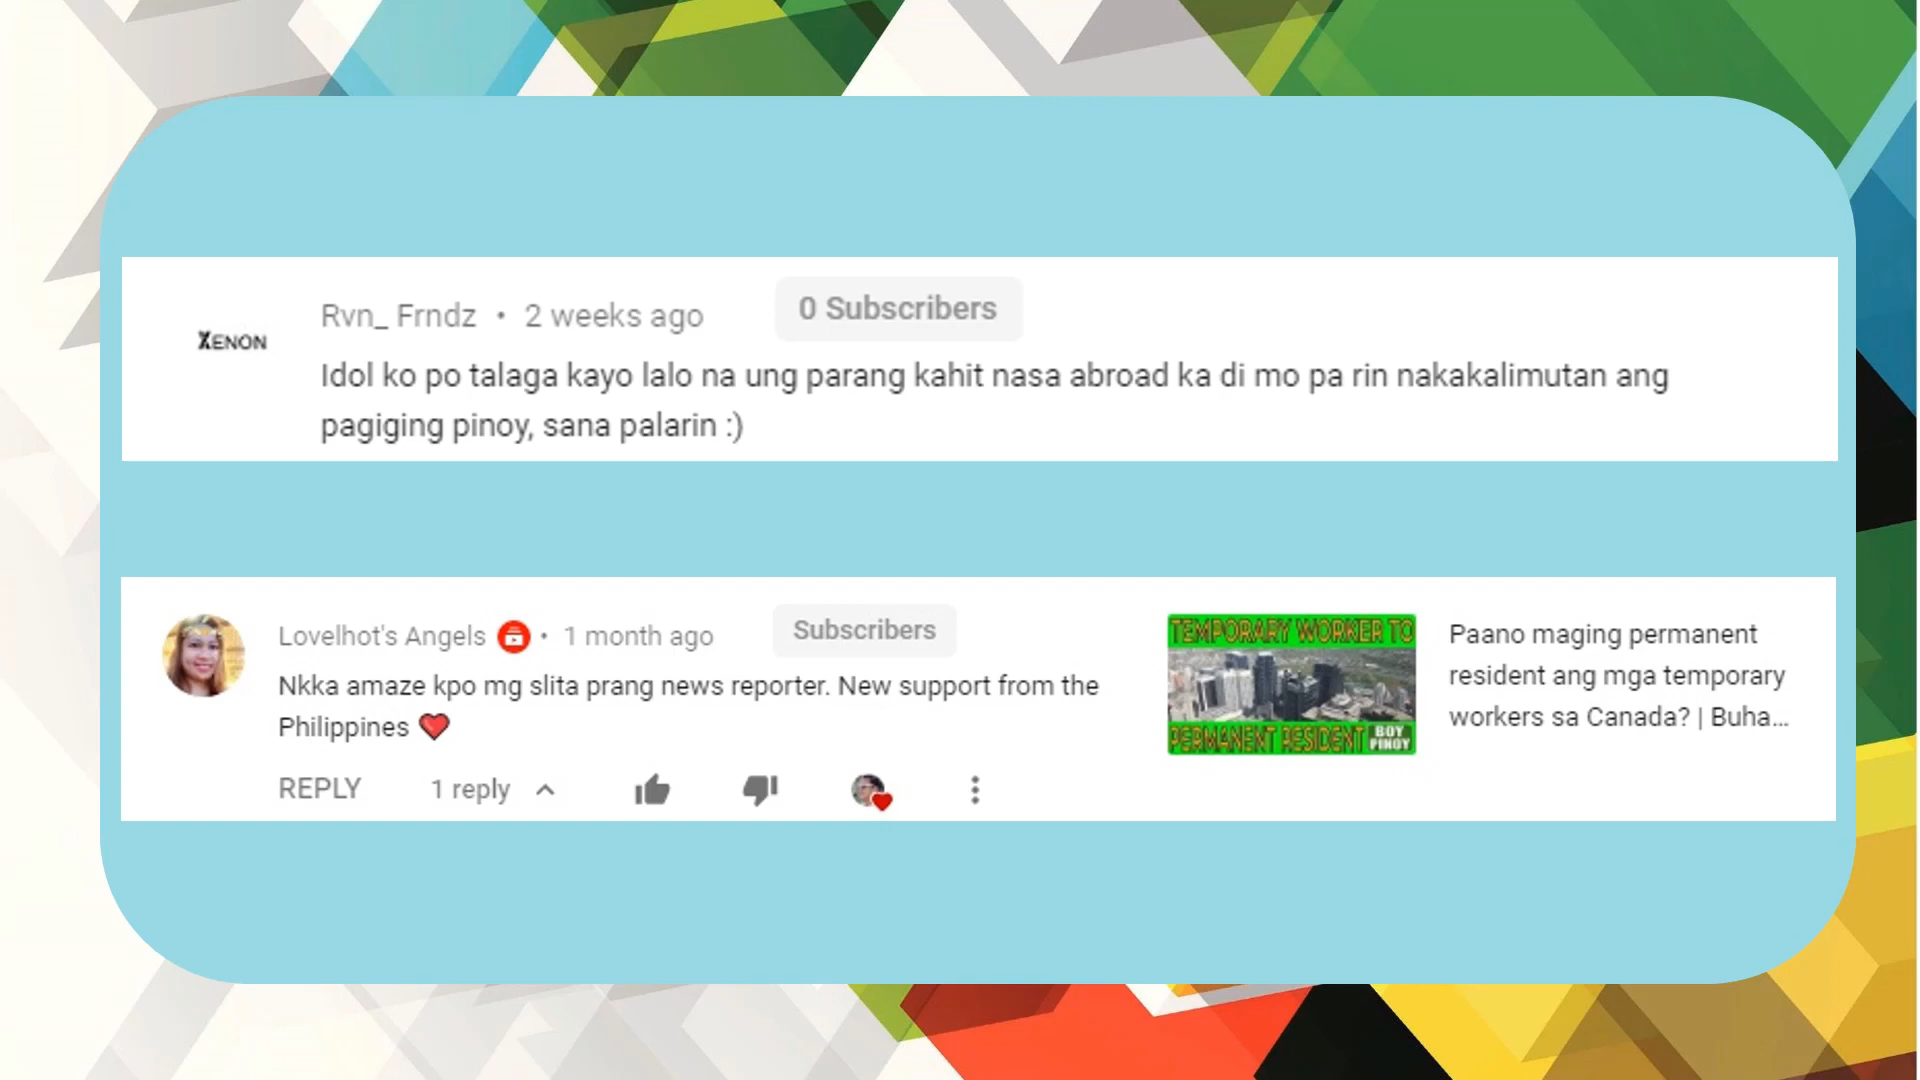 XENON
Rvn_ Frndz • 2 weeks ago
0 Subscribers
Idol ko po talaga kayo lalo na ung parang kahit nasa abroad ka di mo pa rin nakakalimutan ang
pagiging pinoy, sana palarin :)
Lovelhot's Angels • 1 month ago
Subscribers
Nkka amaze kpo mg slita prang news reporter. New support from the
Philippines ❤️
REPLY
1 reply
TEMPORARY WORKER TO
PERMANENT RESIDENT
BOY
PINOY
Paano maging permanent
resident ang mga temporary
workers sa Canada? | Buha...